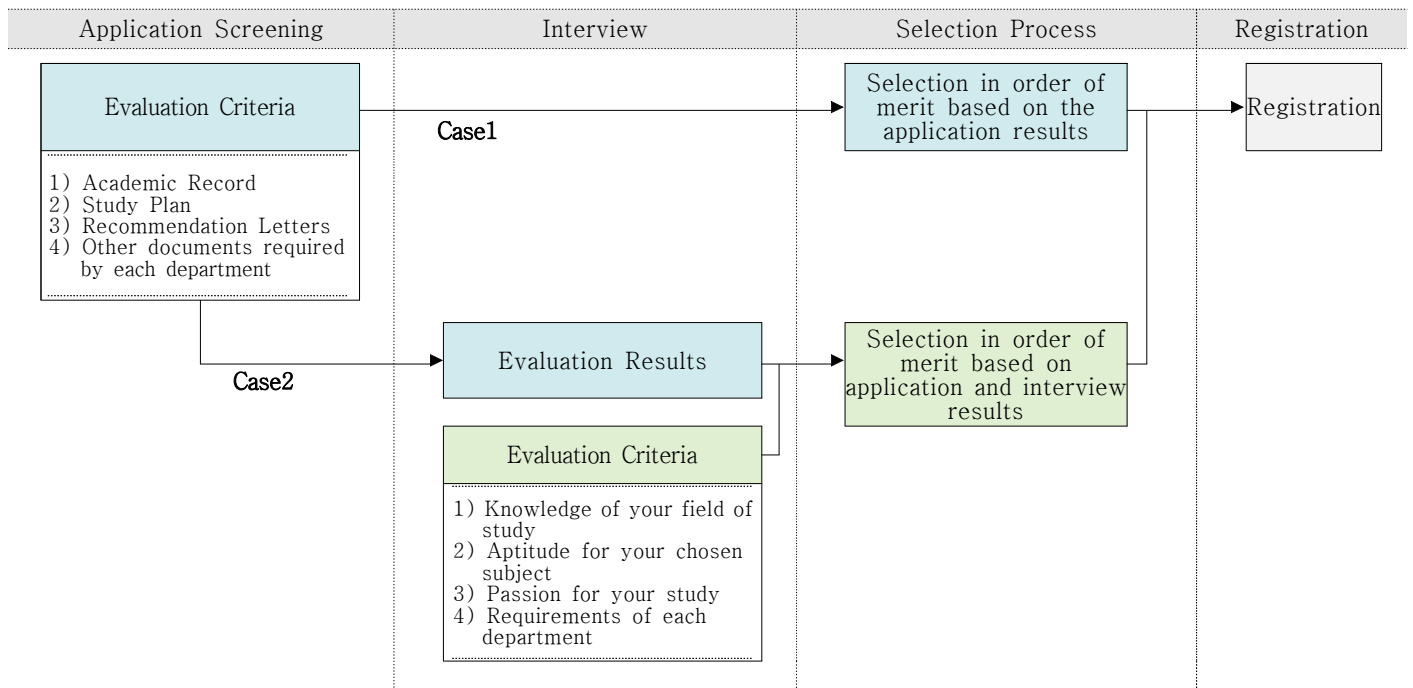 Application Screening
Interview
Selection Process
Registration
Evaluation Criteria
1) Academic Record
2) Study Plan
3) Recommendation Letters
4) Other documents required
by each department
Case1
Selection in order of
merit based on the
application results
Registration
Case2
Evaluation Results
Selection in order of
merit based on
application and interview
results
Evaluation Criteria
1) Knowledge of your field of
study
2) Aptitude for your chosen
subject
3) Passion for your study
4) Requirements of each
department